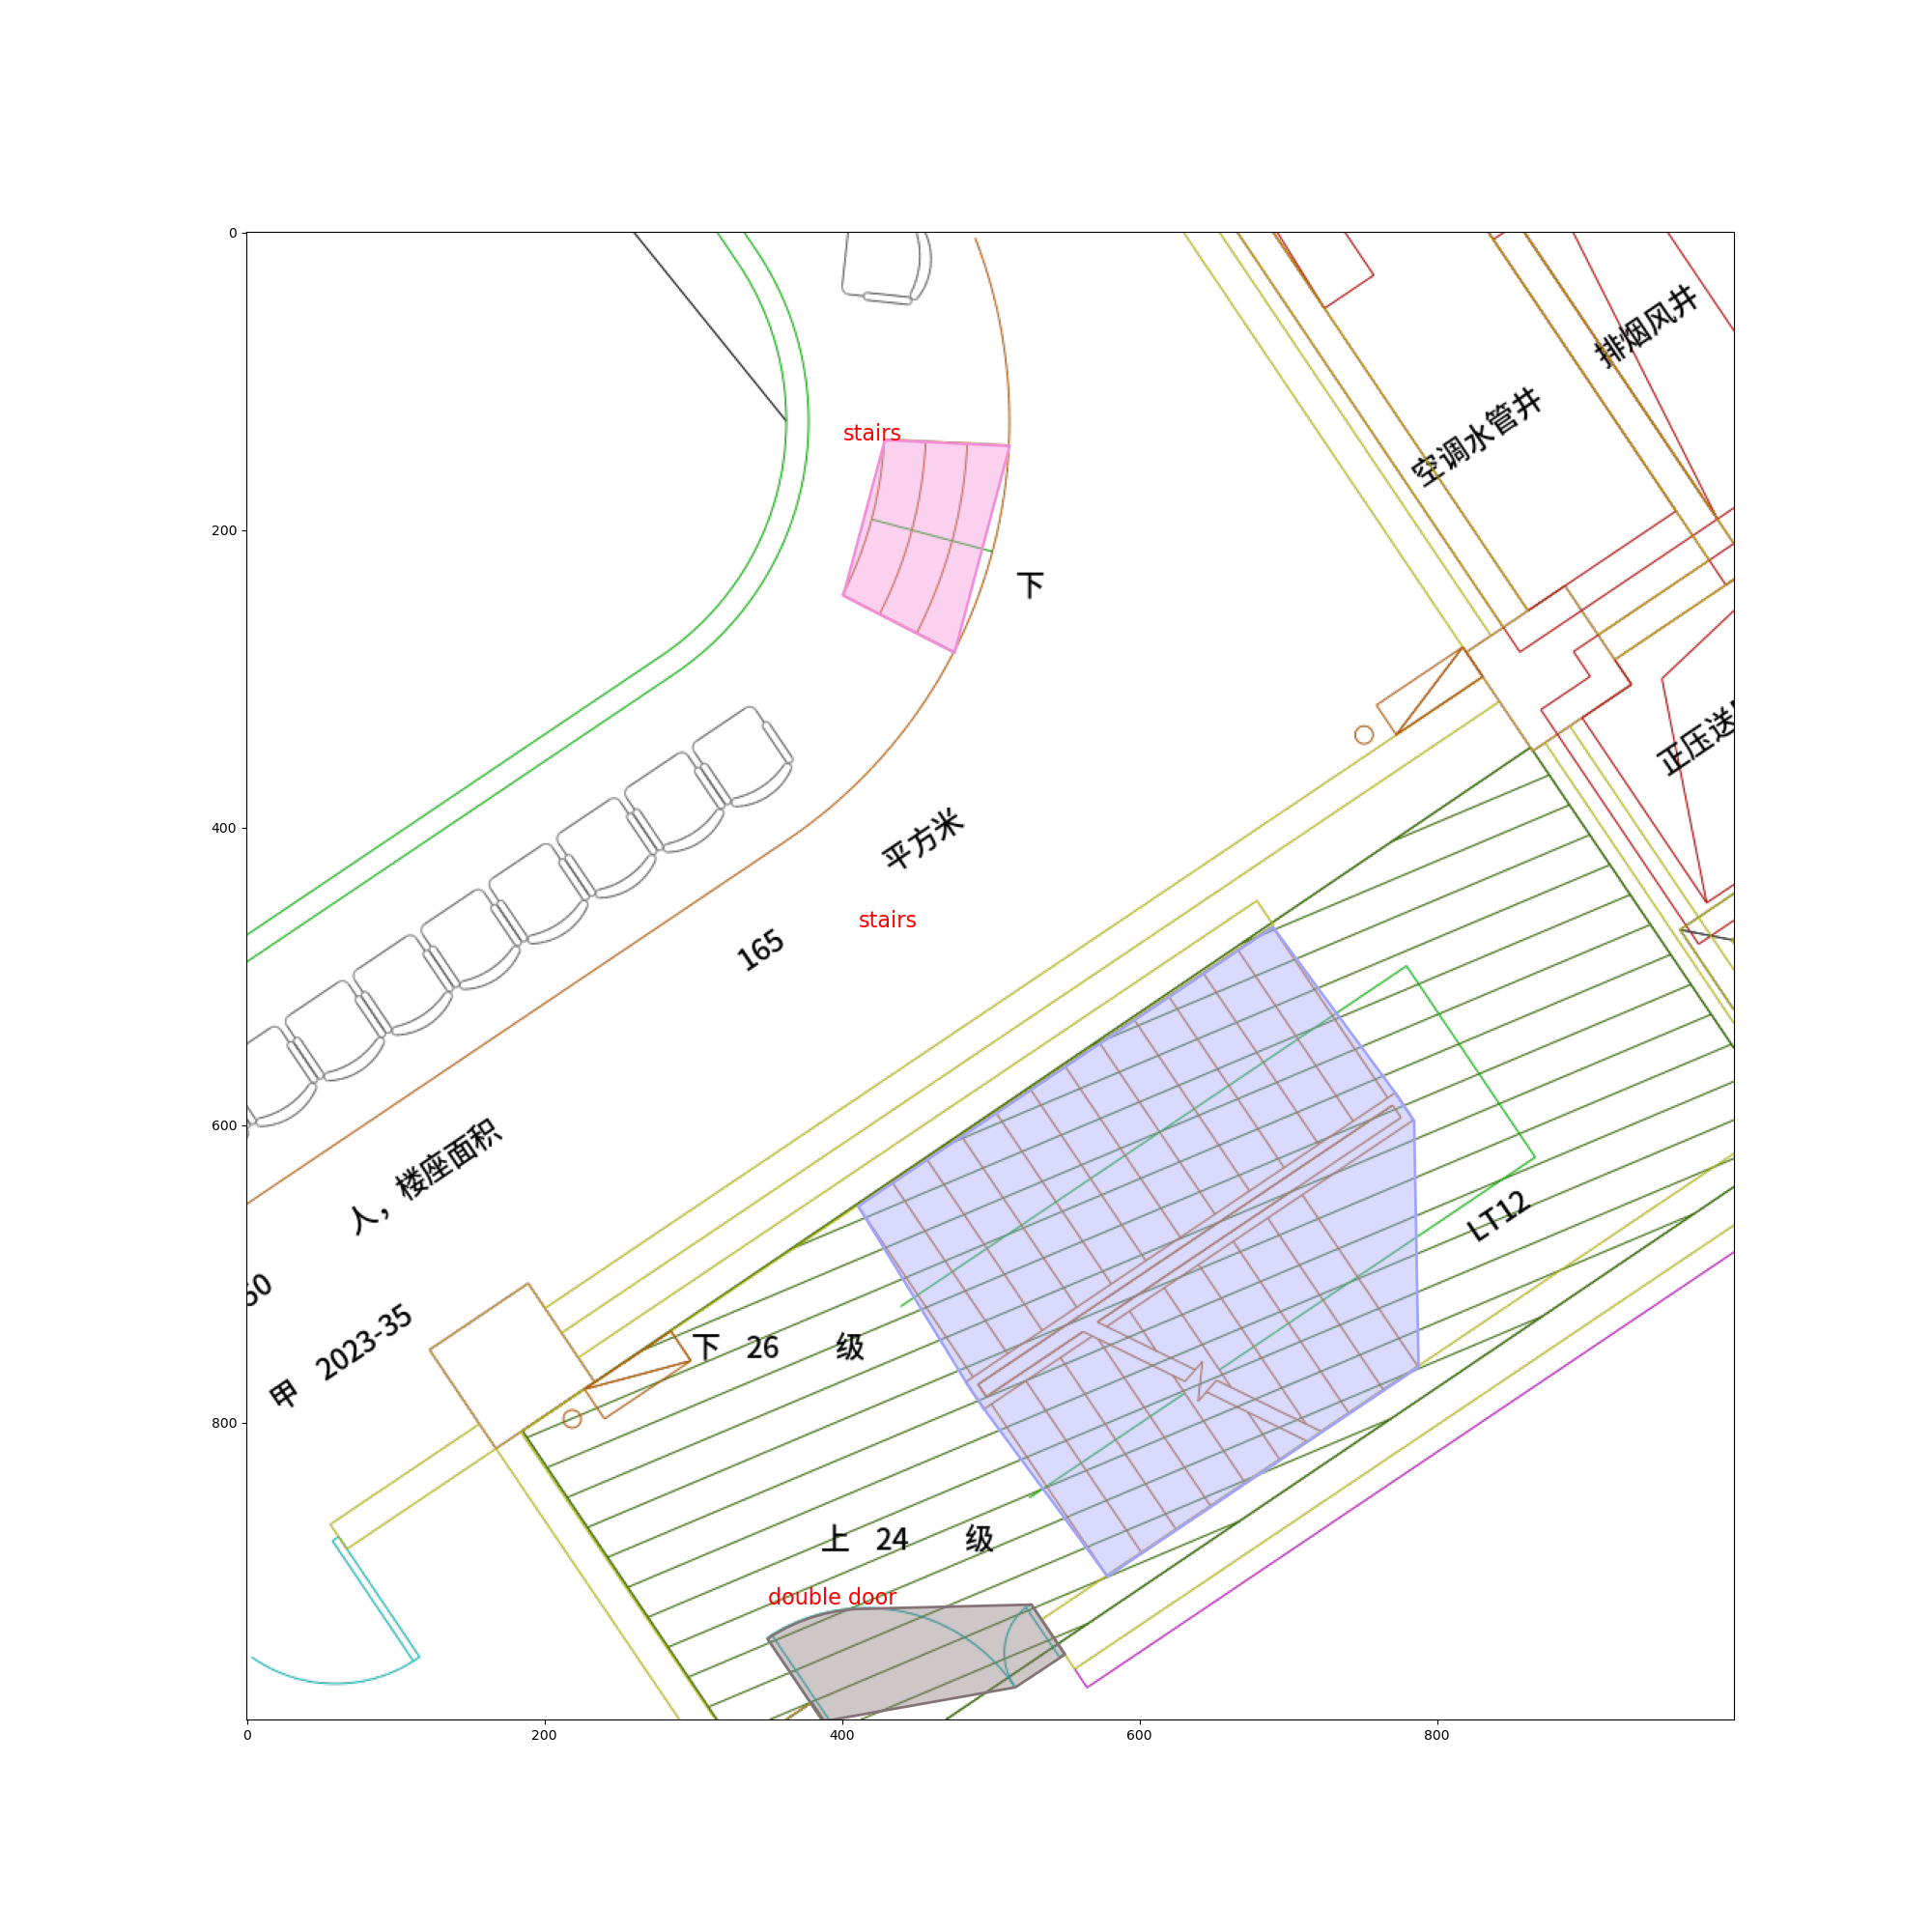 0
200
400
600
800
0
200
400
600
800
排烟风井
空调水管井
stairs
下
正压送
平方米
stairs
165
人，楼座面积
LT12
50
甲 2023-35
下 26 级
上 24 级
double door